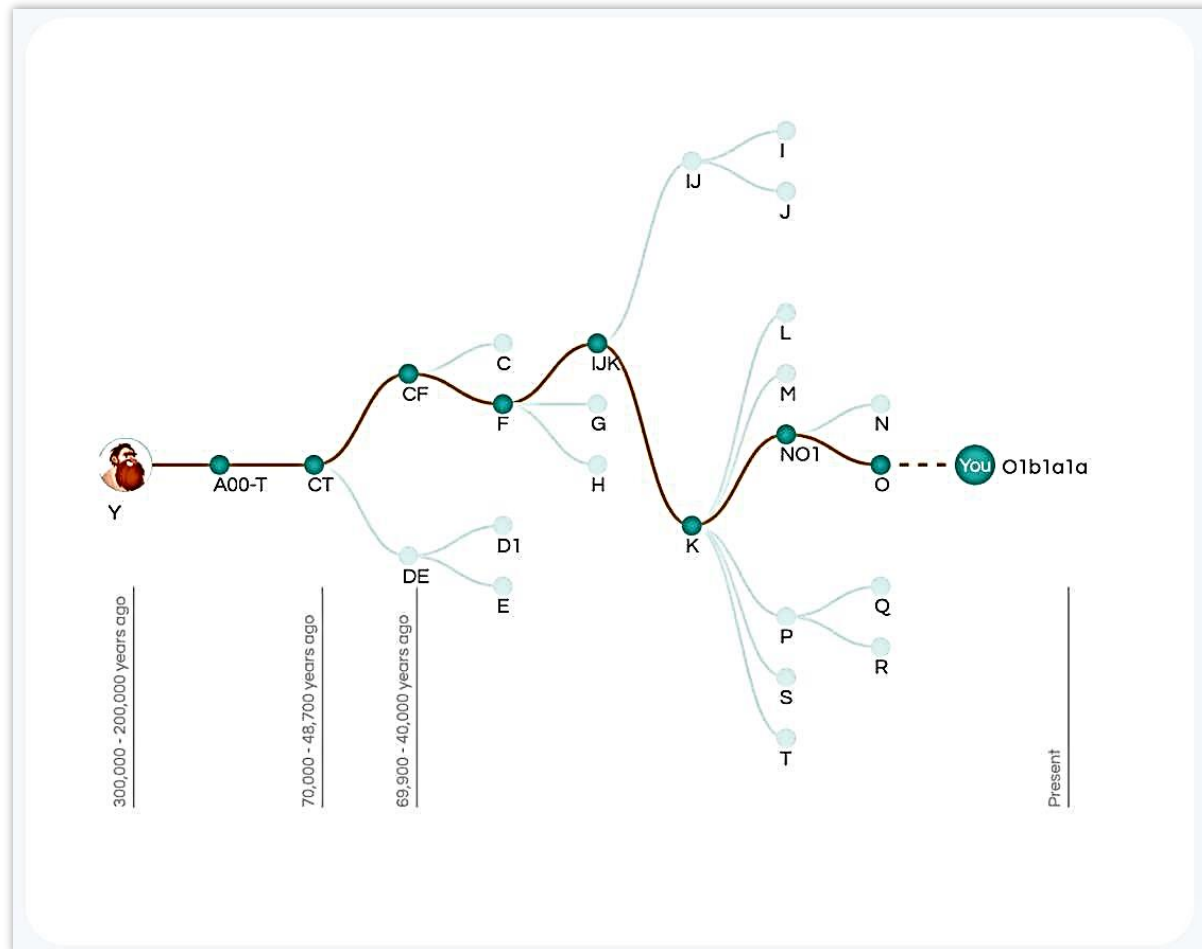 I
IJ
J
L
C
IJK
CF
M
F
G
N
NO1
A00-T
CT
H
O
You
O1b1a1a
Y
K
D1
DE
E
Q
P
R
S
T
300,000 - 200,000 years ago
70,000 - 48,700 years ago
69,900 - 40,000 years ago
Present